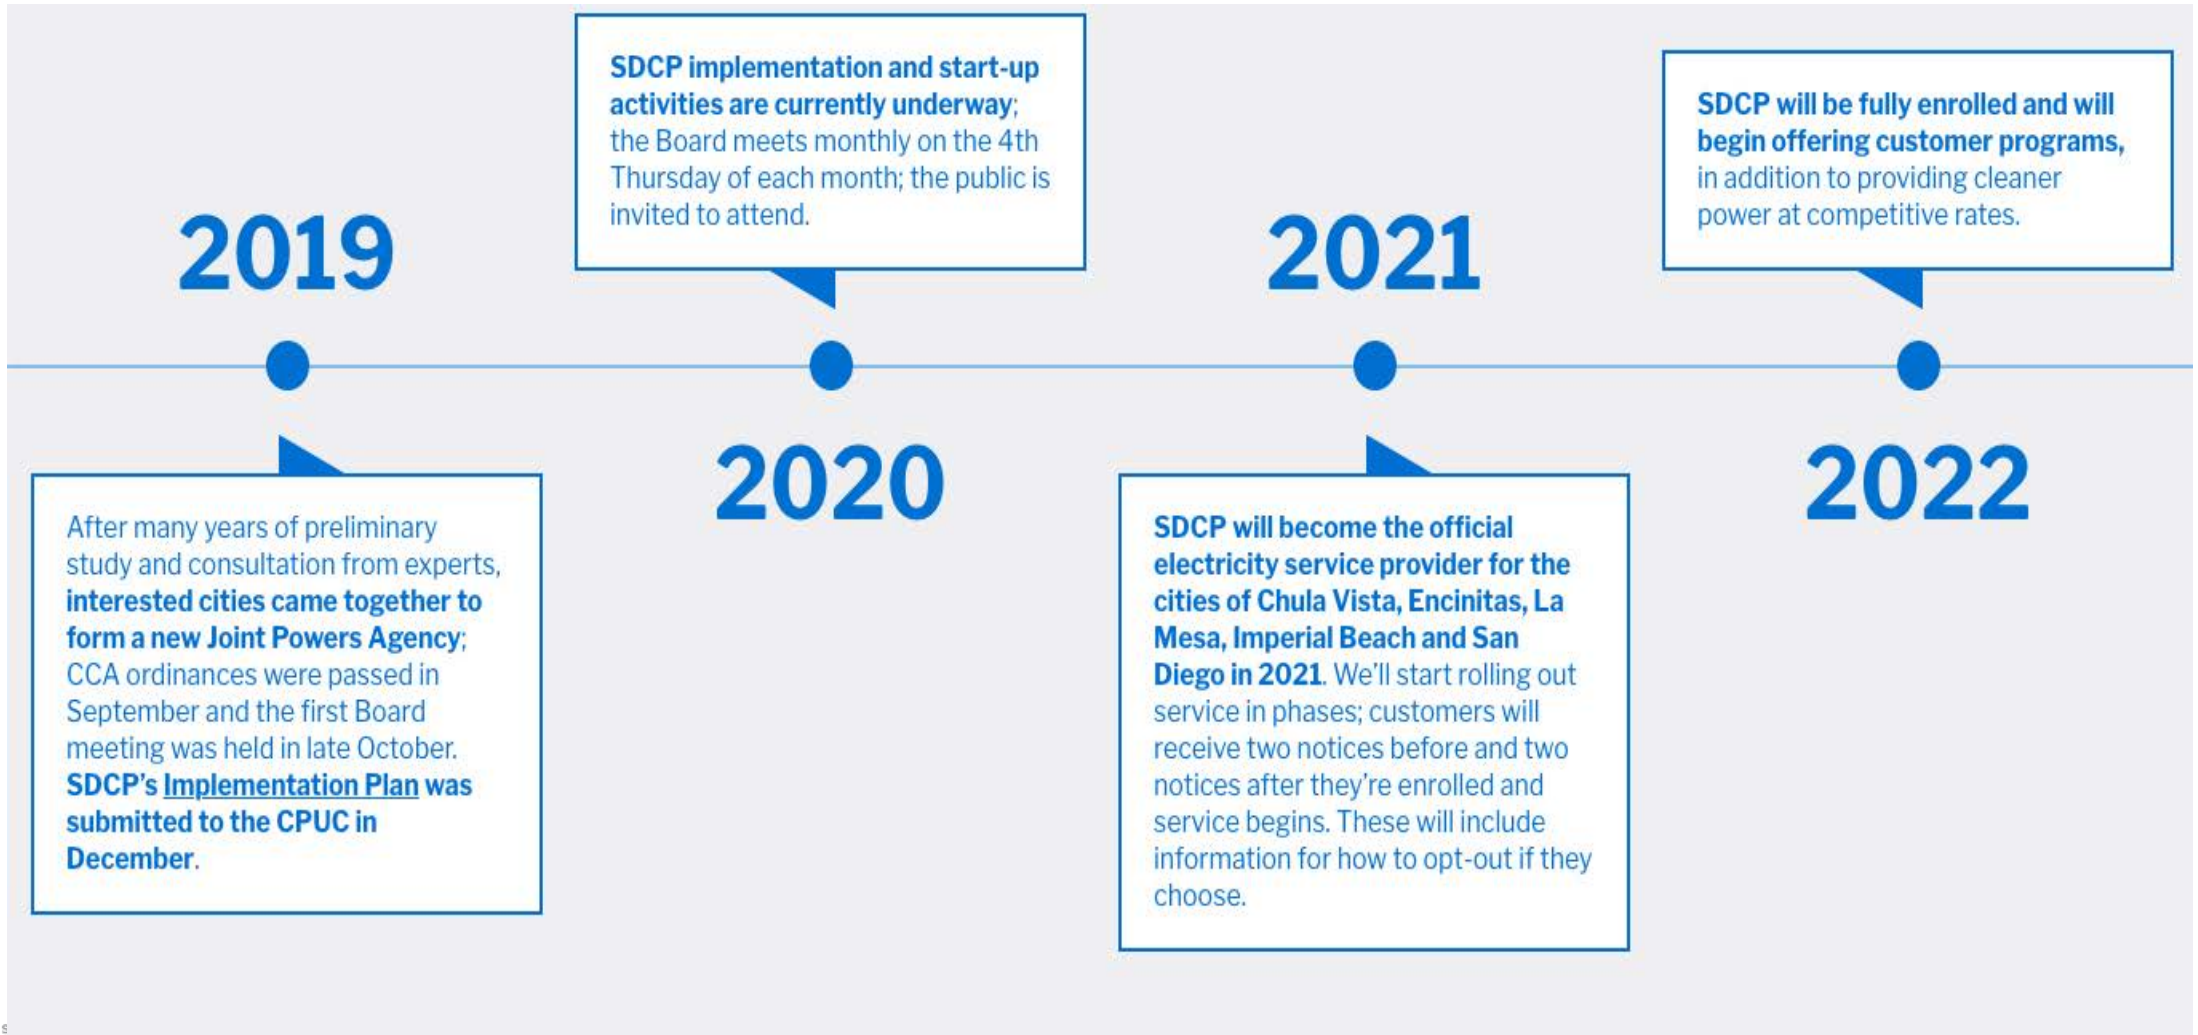 2019
After many years of preliminary
study and consultation from experts,
interested cities came together to
form a new Joint Powers Agency;
CCA ordinances were passed in
September and the first Board
meeting was held in late October.
SDCP's Implementation Plan was
submitted to the CPUC in
December.
SDCP implementation and start-up
activities are currently underway;
the Board meets monthly on the 4th
Thursday of each month; the public is
invited to attend.
2020
2021
SDCP will become the official
electricity service provider for the
cities of Chula Vista, Encinitas, La
Mesa, Imperial Beach and San
Diego in 2021. We'll start rolling out
service in phases; customers will
receive two notices before and two
notices after they're enrolled and
service begins. These will include
information for how to opt-out if they
choose.
SDCP will be fully enrolled and will
begin offering customer programs,
in addition to providing cleaner
power at competitive rates.
2022